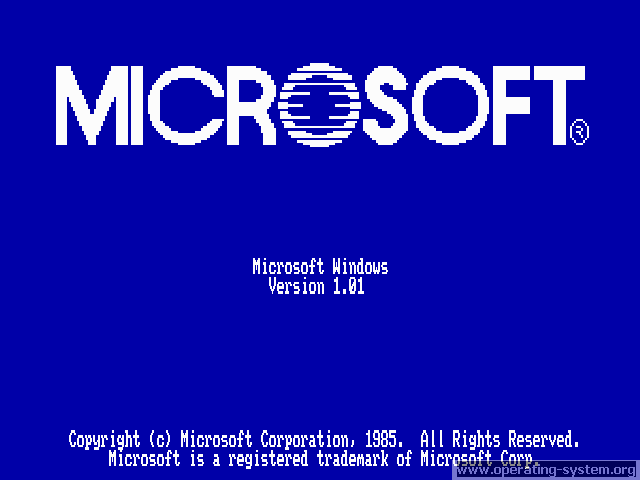 MICROSOFT®
Microsoft Windows
Version 1.01
Copyright (c) Microsoft Corporation, 1985.  All Rights Reserved.
Microsoft is a registered trademark of Microsoft Corp.
www.operating-system.org